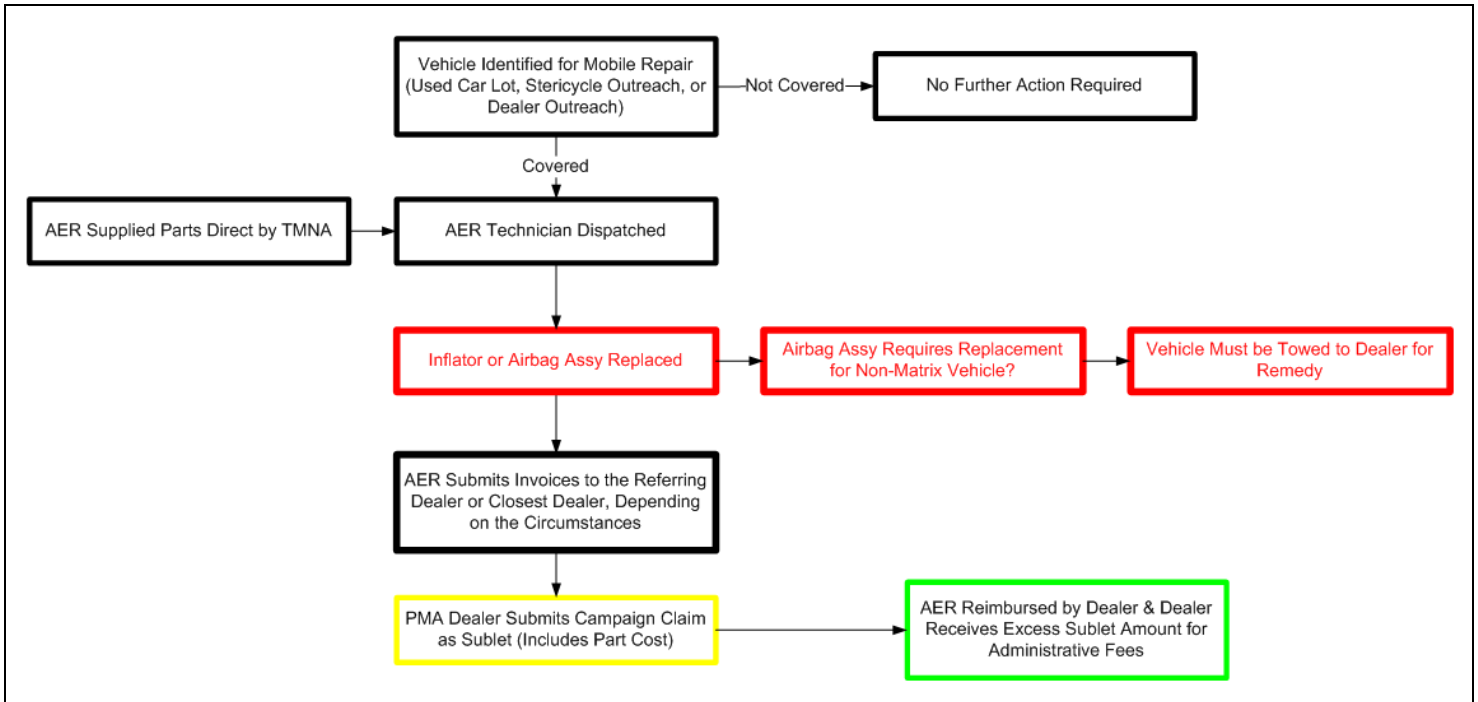 Vehicle Identified for Mobile Repair
(Used Car Lot, Stericycle Outreach, or
Dealer Outreach)
Not Covered
No Further Action Required
Covered
AER Supplied Parts Direct by TMNA
AER Technician Dispatched
Inflator or Airbag Assy Replaced
Airbag Assy Requires Replacement
for Non-Matrix Vehicle?
Vehicle Must be Towed to Dealer for
Remedy
AER Submits Invoices to the Referring
Dealer or Closest Dealer, Depending
on the Circumstances
PMA Dealer Submits Campaign Claim
as Sublet (Includes Part Cost)
AER Reimbursed by Dealer & Dealer
Receives Excess Sublet Amount for
Administrative Fees